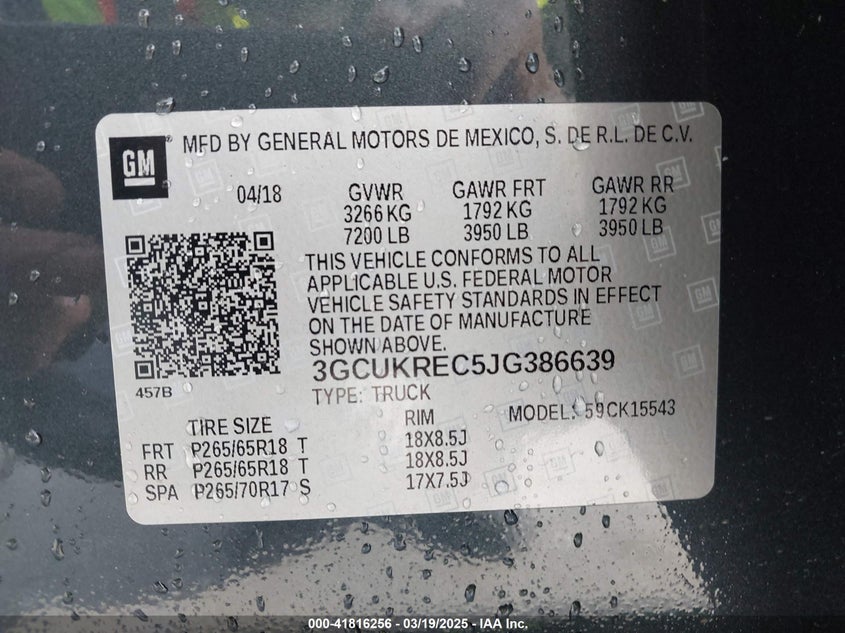 GM
MFD BY GENERAL MOTORS DE MEXICO, S. DE R.L. DE C.V.
04/18 GVWR GAWR FRT GAWR RR
3266 KG 1792 KG 1792 KG
7200 LB 3950 LB 3950 LB
THIS VEHICLE CONFORMS TO ALL
APPLICABLE U.S. FEDERAL MOTOR
VEHICLE SAFETY STANDARDS IN EFFECT
ON THE DATE OF MANUFACTURE
SHOWN ABOVE.
3GCUKREC5JG386639
457B
TYPE: TRUCK
MODEL: 59CK15543
TIRE SIZE RIM
FRT P265/65R18 T 18X8.5J
RR P265/65R18 T 18X8.5J
SPA P265/70R17 S 17X7.5J
000-41816256 — 03/19/2025 — IAA Inc.